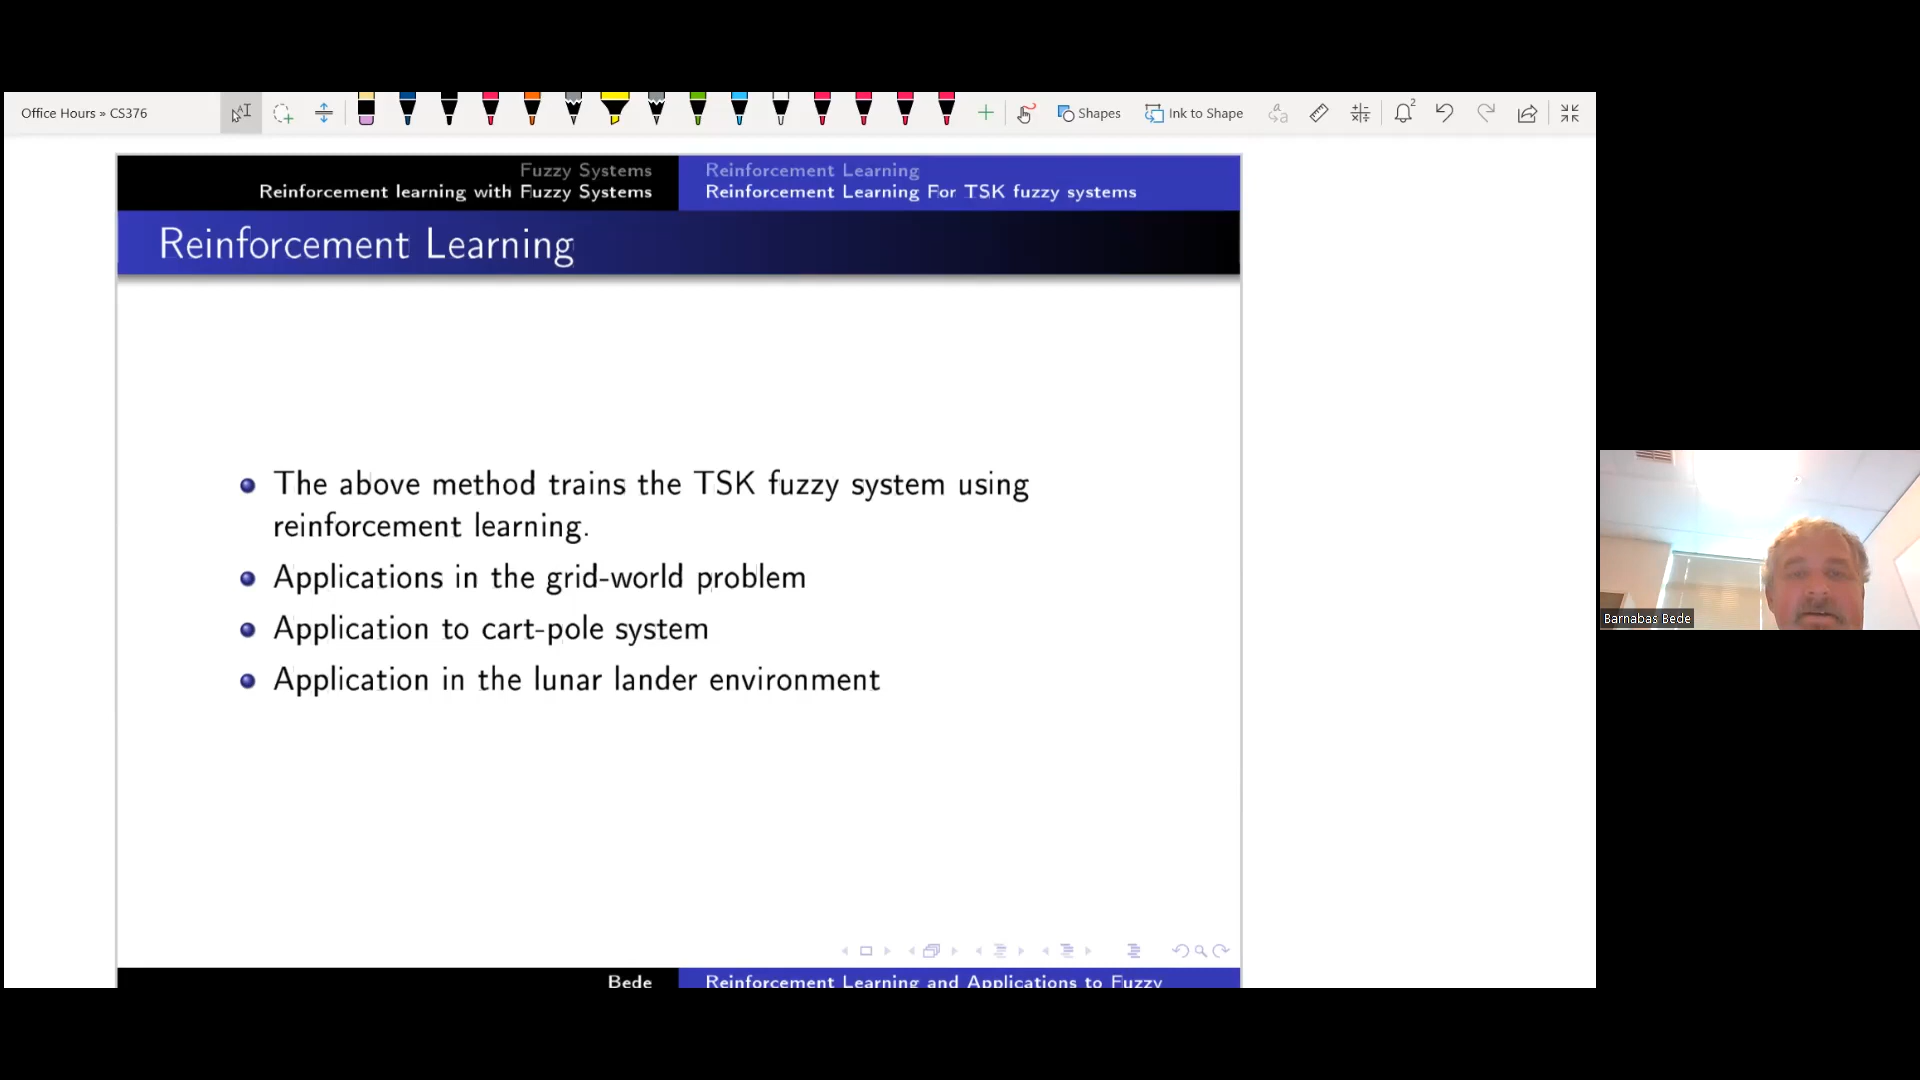 Office Hours » CS376
2
Shapes
Ink to Shape
Fuzzy Systems
Reinforcement learning with Fuzzy Systems
Reinforcement Learning
Reinforcement Learning For TSK fuzzy systems
Reinforcement Learning
The above method trains the TSK fuzzy system using
reinforcement learning.
Applications in the grid-world problem
Application to cart-pole system
Application in the lunar lander environment
Bede
Reinforcement Learning and Applications to Fuzzy
Barnabas Bede